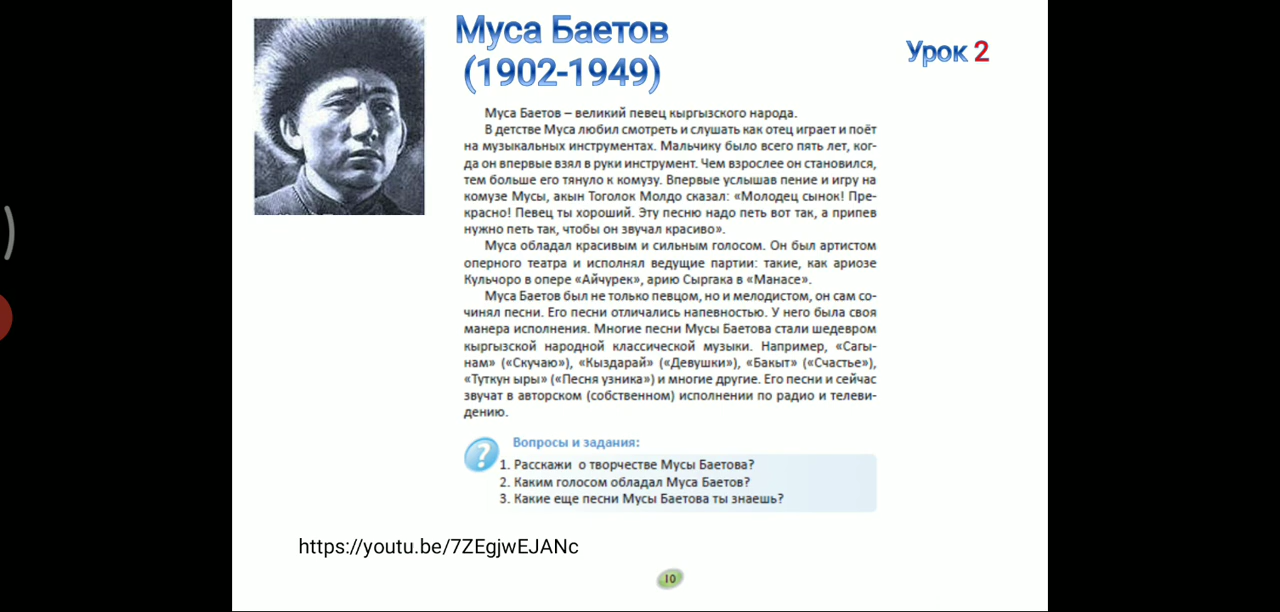 Муса Баетов
(1902-1949)
Урок 2
Муса Баетов – великий певец кыргызского народа.
В детстве Муса любил смотреть и слушать как отец играет и поёт
на музыкальных инструментах. Мальчику было всего пять лет, ког-
да он впервые взял в руки инструмент. Чем взрослее он становился,
тем больше его тянуло к комузу. Впервые услышав пение и игру на
комузе Мусы, акын Тоголок Молдо сказал: «Молодец сынок! Пре-
красно! Певец ты хороший. Эту песню надо петь вот так, а припев
нужно петь так, чтобы он звучал красиво».
Муса обладал красивым и сильным голосом. Он был артистом
оперного театра и исполнял ведущие партии: такие, как ариозе
Кульчоро в опере «Айчурек», арию Сыргака в «Манасе».
Муса Баетов был не только певцом, но и мелодистом, он сам со-
чинял песни. Его песни отличались напевностью. У него была своя
манера исполнения. Многие песни Мусы Баетова стали шедевром
кыргызской народной классической музыки. Например, «Сагы-
нам» («Скучаю»), «Кыздарай» («Девушки»), «Бакыт» («Счастье»),
«Туткун ыры» («Песня узника») и многие другие. Его песни и сейчас
звучат в авторском (собственном) исполнении по радио и телеви-
дению.
?
Вопросы и задания:
1. Расскажи о творчестве Мусы Баетова?
2. Каким голосом обладал Муса Баетов?
3. Какие еще песни Мусы Баетова ты знаешь?
https://youtu.be/7ZEgjwEJANc
10